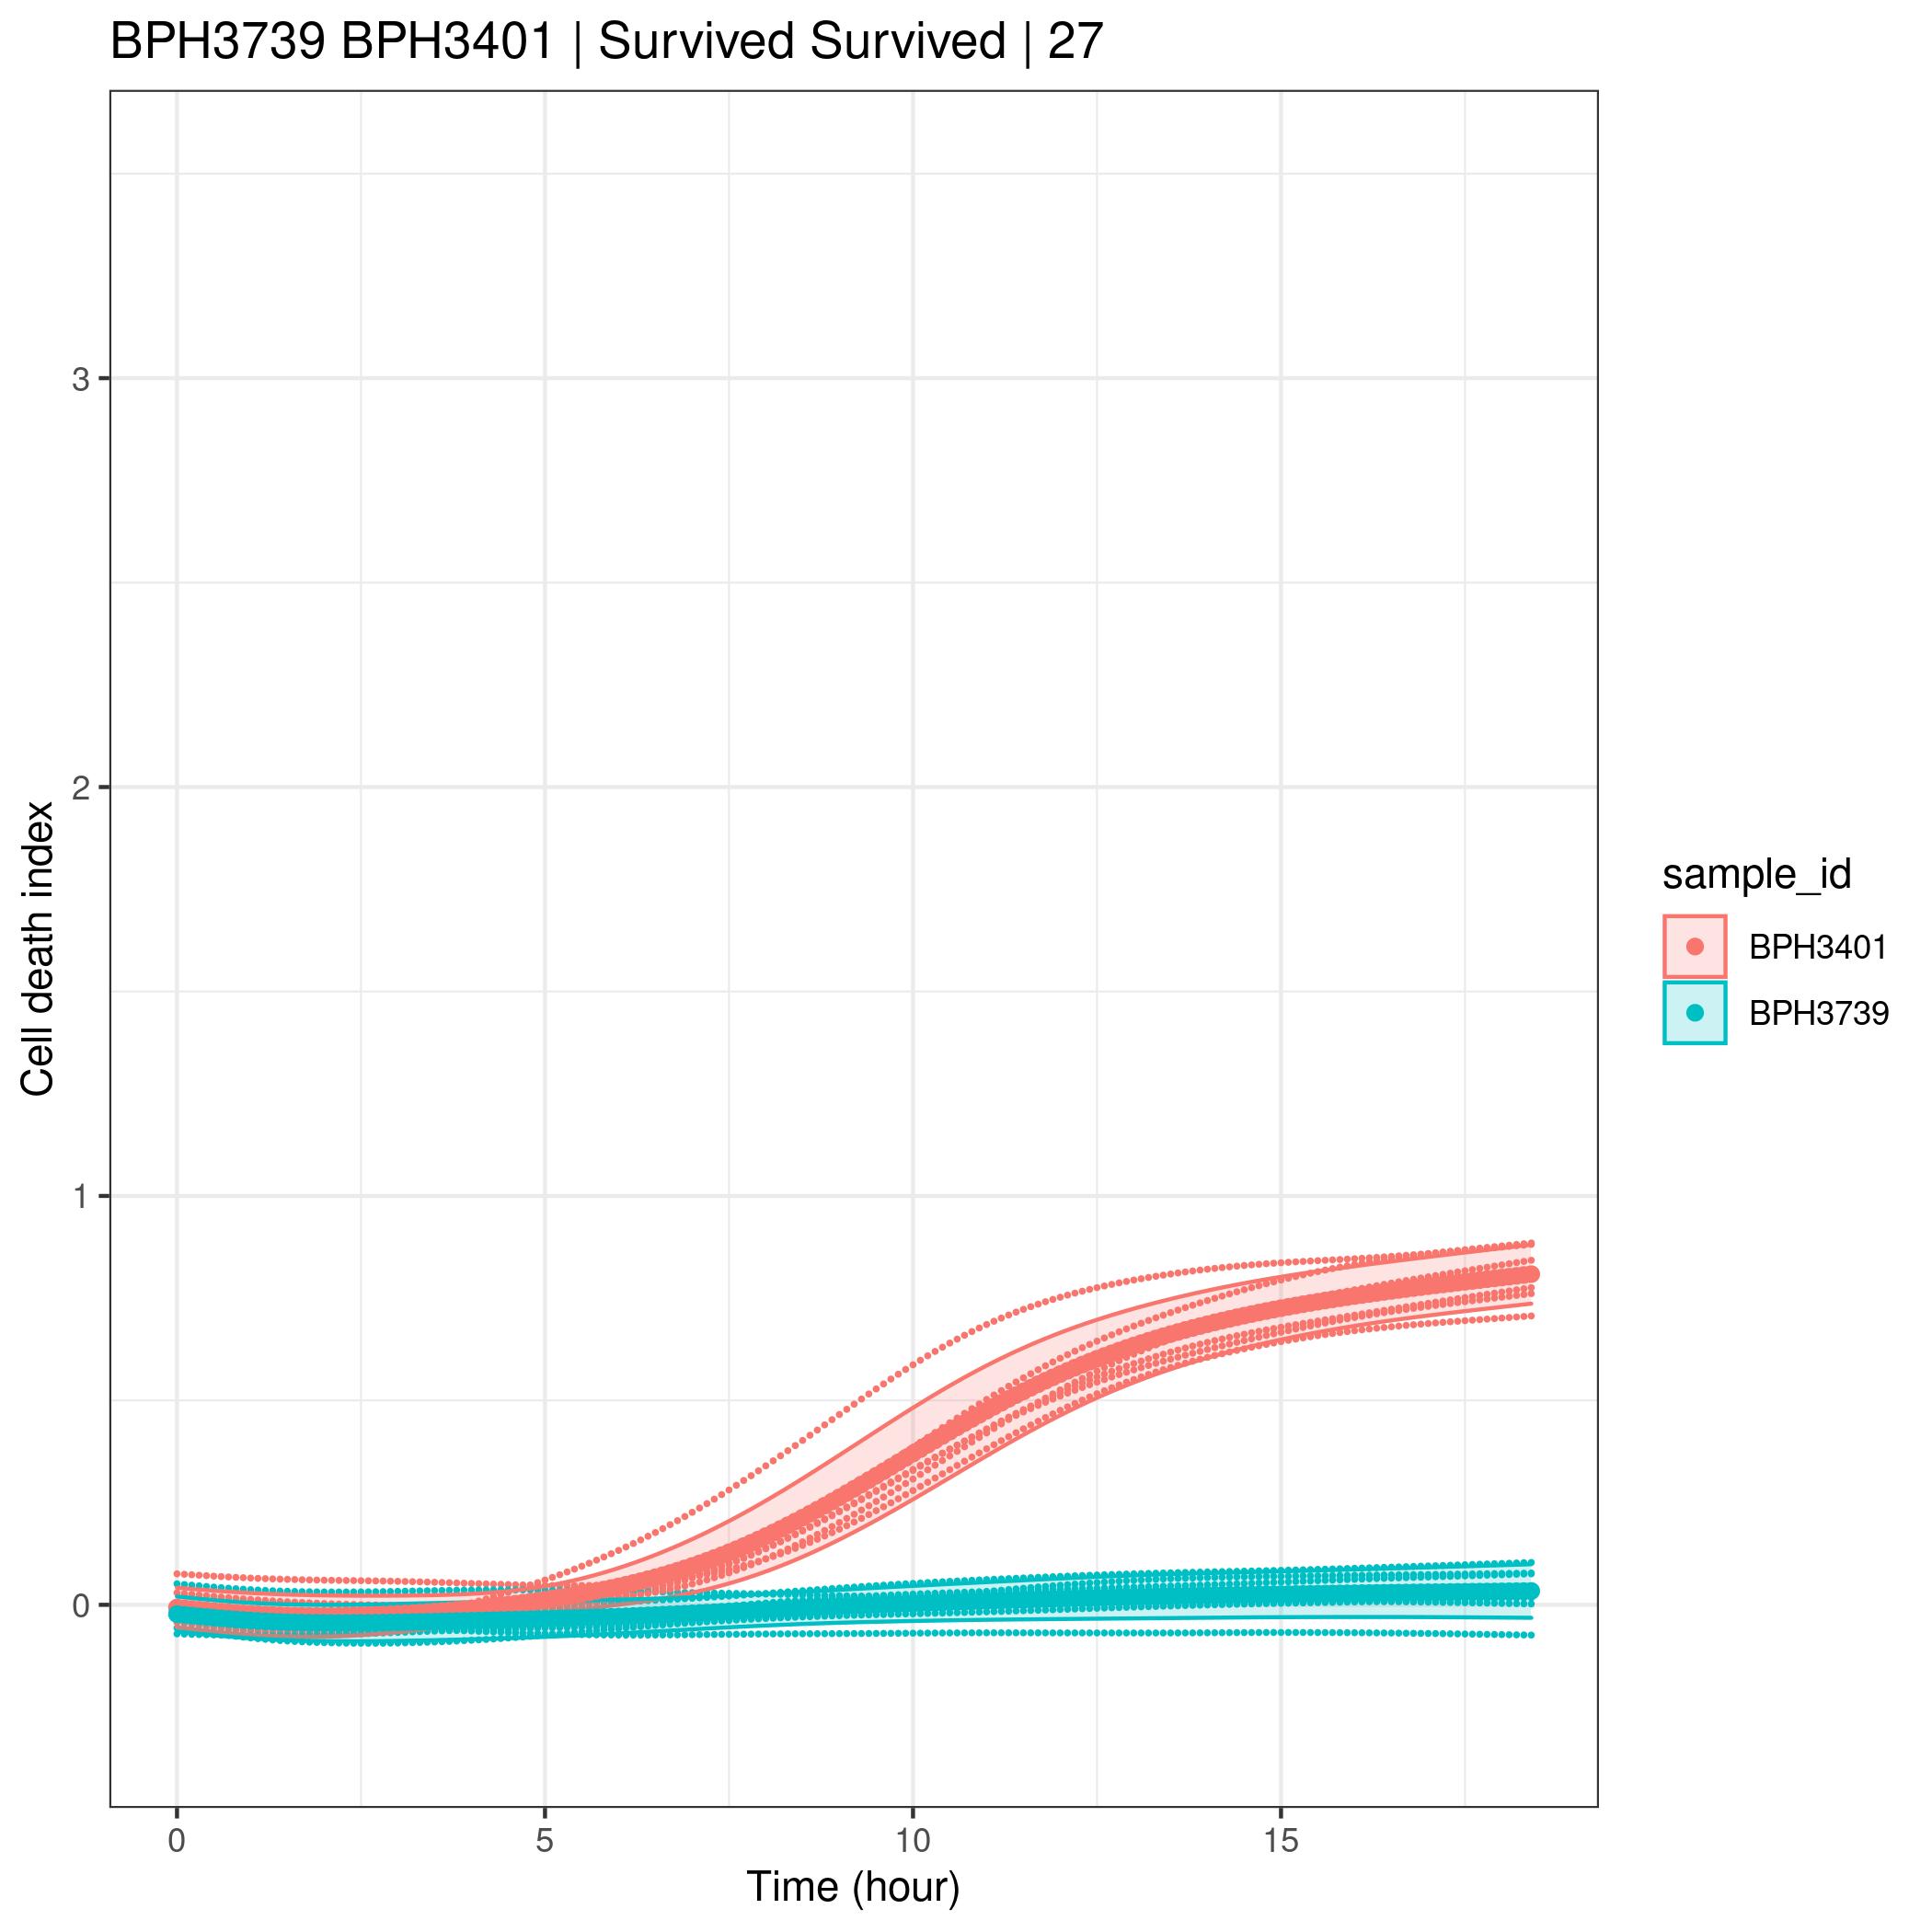 BPH3739 BPH3401 | Survived Survived | 27
Cell death index
3
2
1
0
0 5 10 15
Time (hour)
sample_id
BPH3401
BPH3739